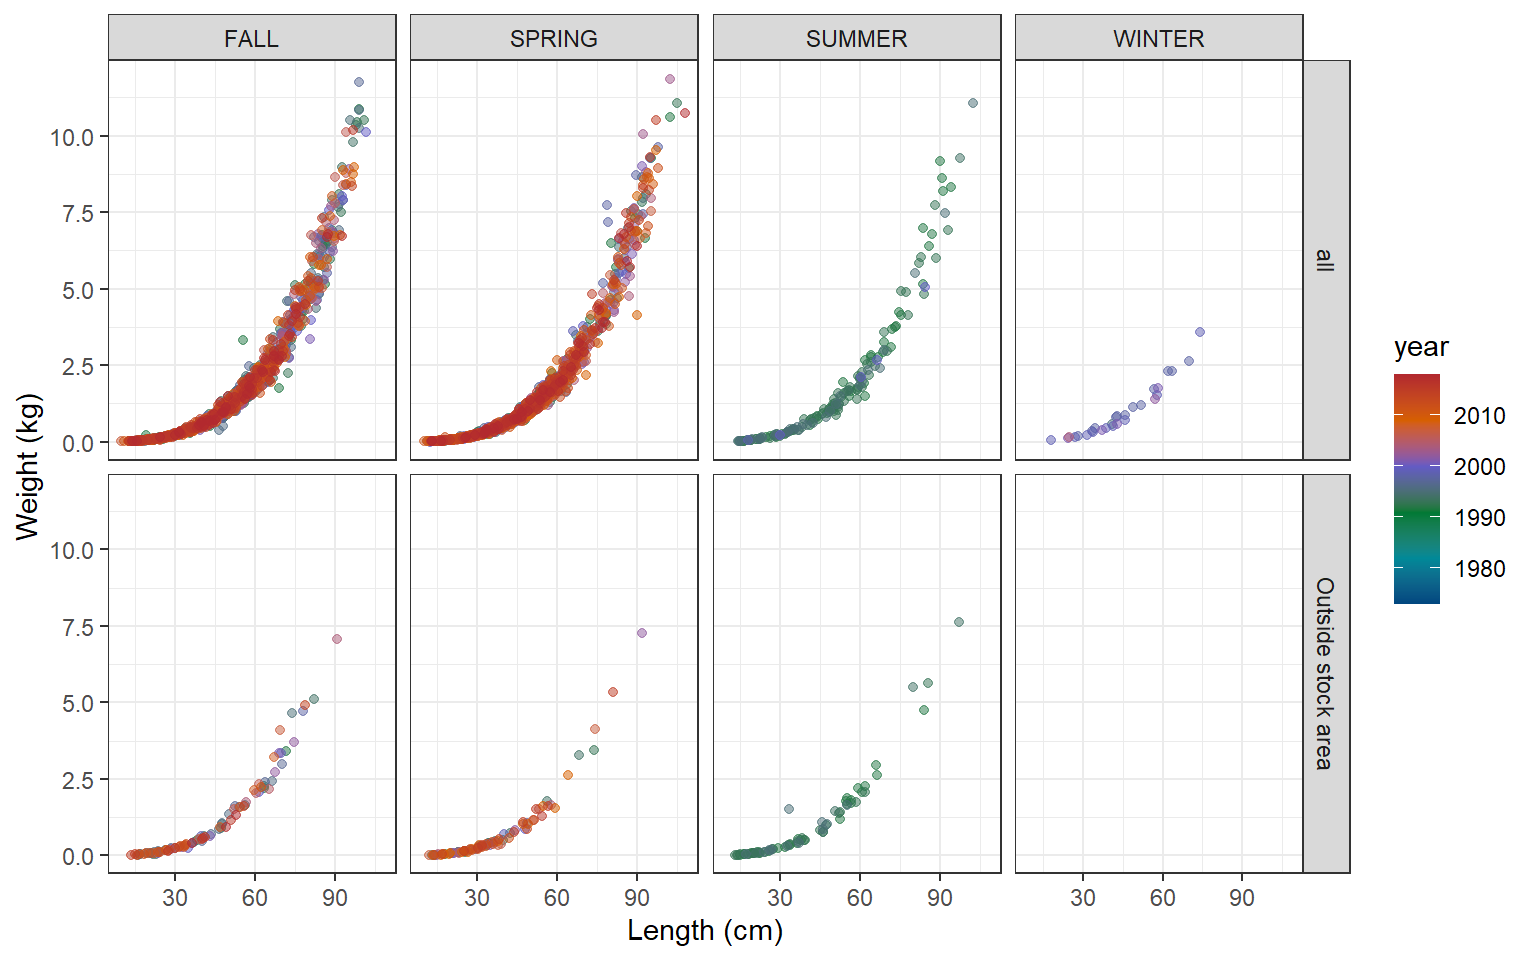 FALL SPRING SUMMER WINTER
10.0
7.5
5.0
2.5
0.0
all
10.0
7.5
5.0
2.5
0.0
Outside stock area
Weight (kg)
30 60 90 30 60 90 30 60 90 30 60 90
Length (cm)
year
2010
2000
1990
1980